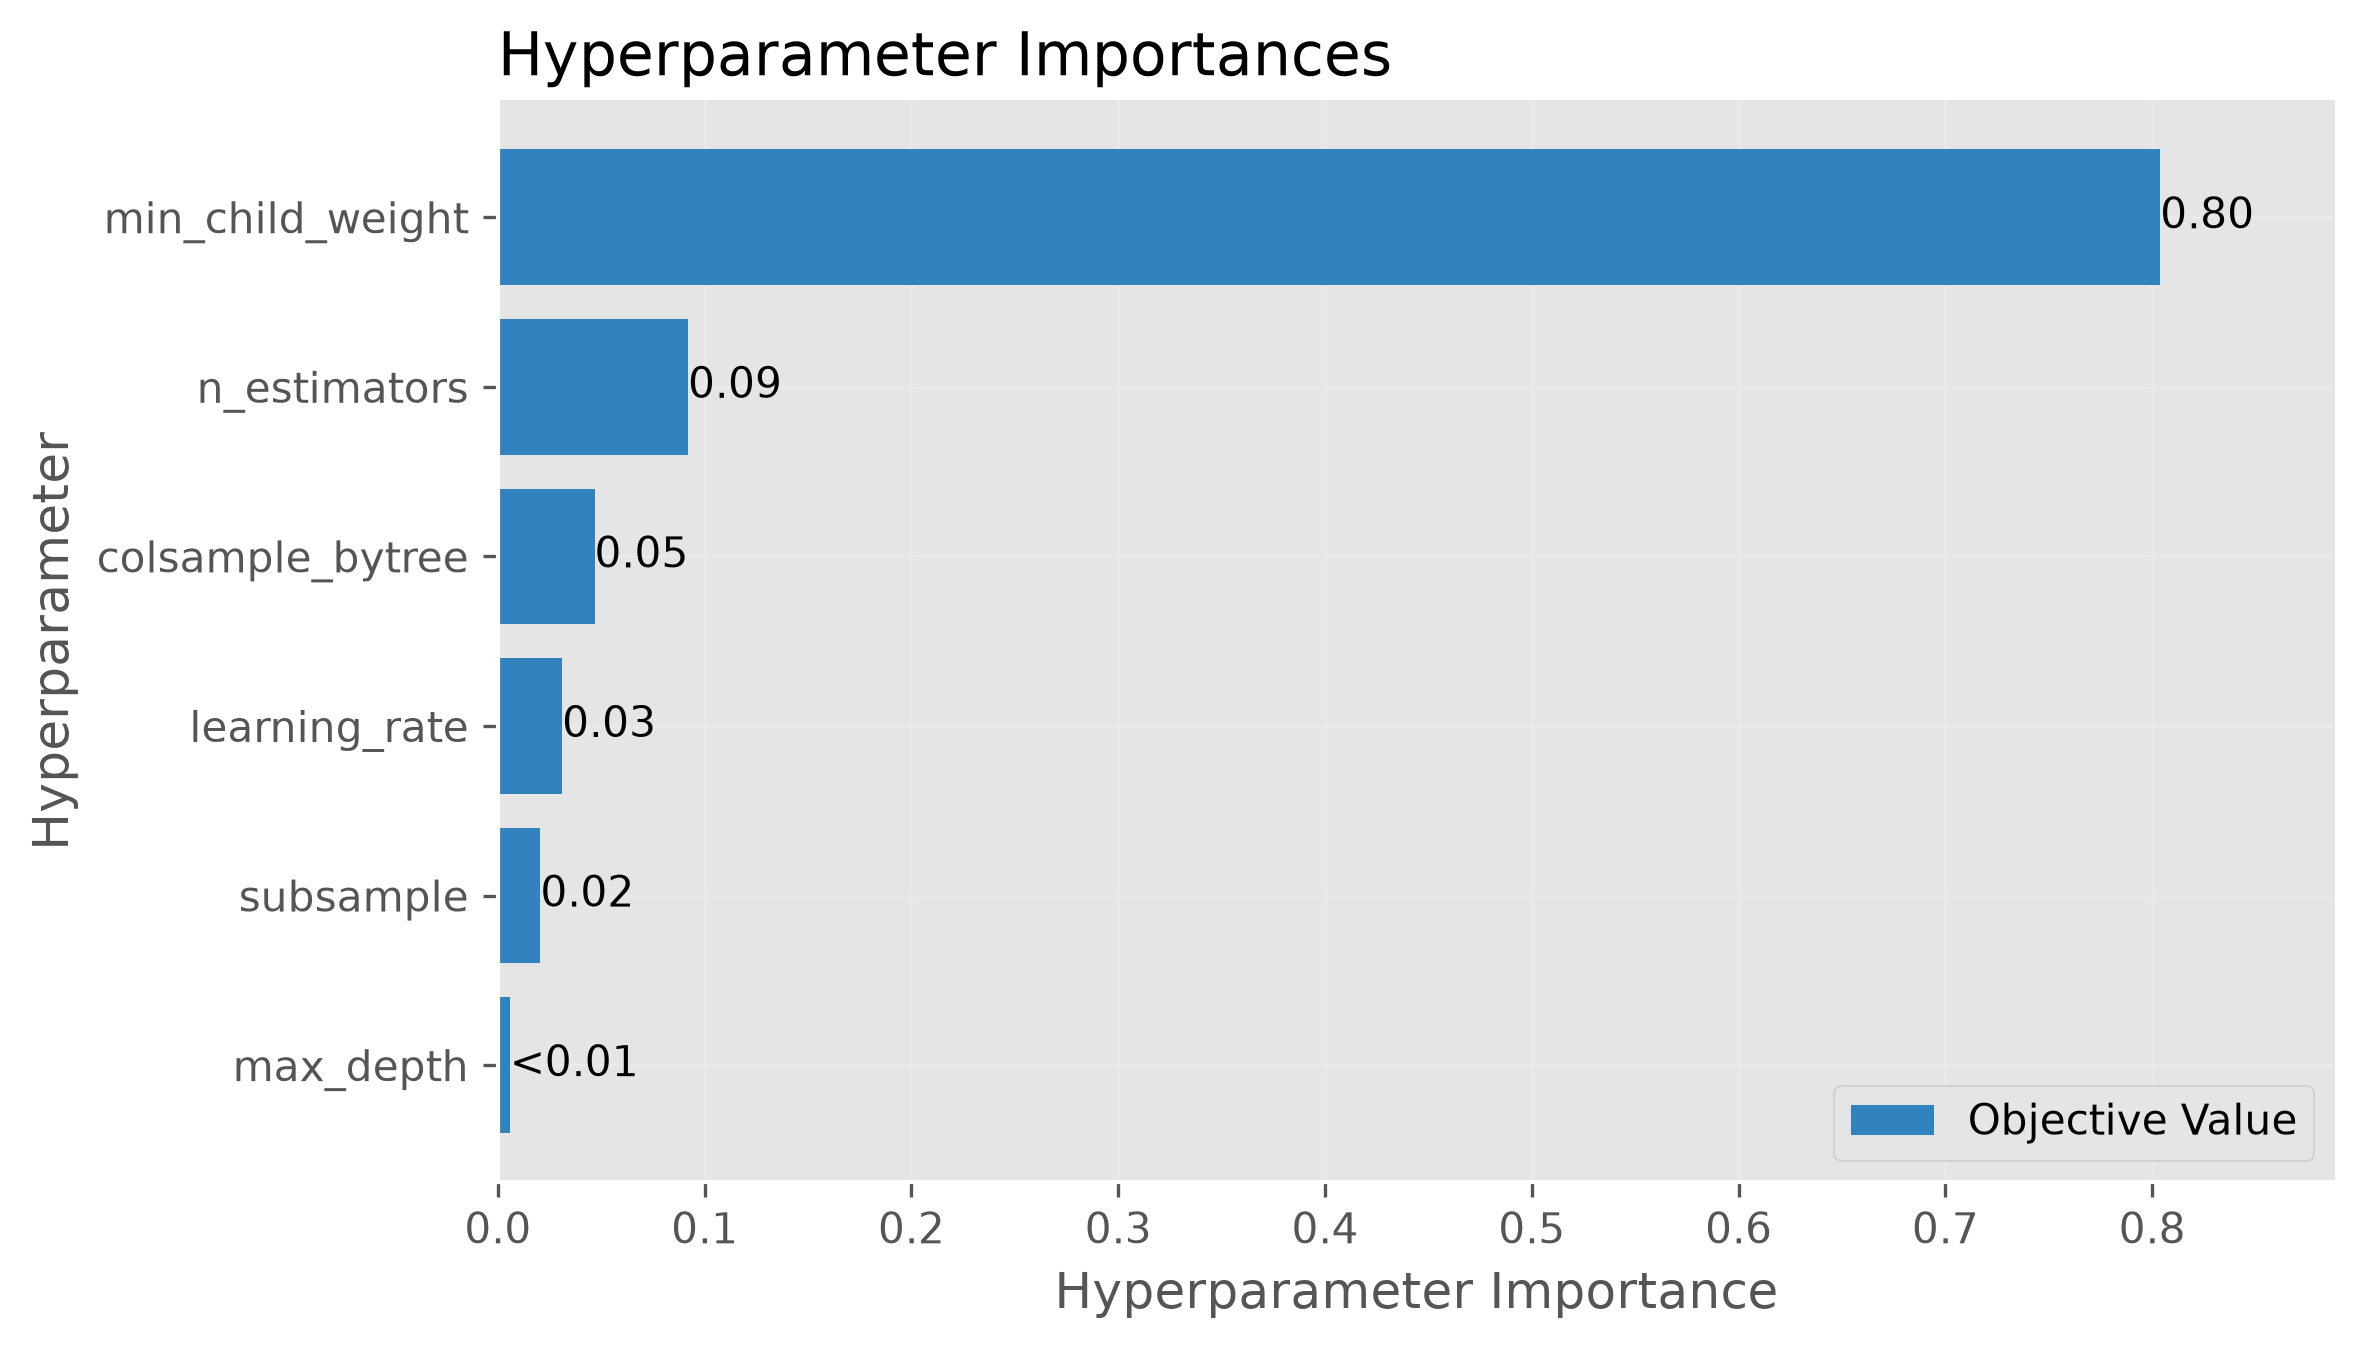 Hyperparameter Importances
Hyperparameter
min_child_weight
0.80
n_estimators
0.09
colsample_bytree
0.05
learning_rate
0.03
subsample
0.02
max_depth
<0.01
Objective Value
0.0 0.1 0.2 0.3 0.4 0.5 0.6 0.7 0.8
Hyperparameter Importance